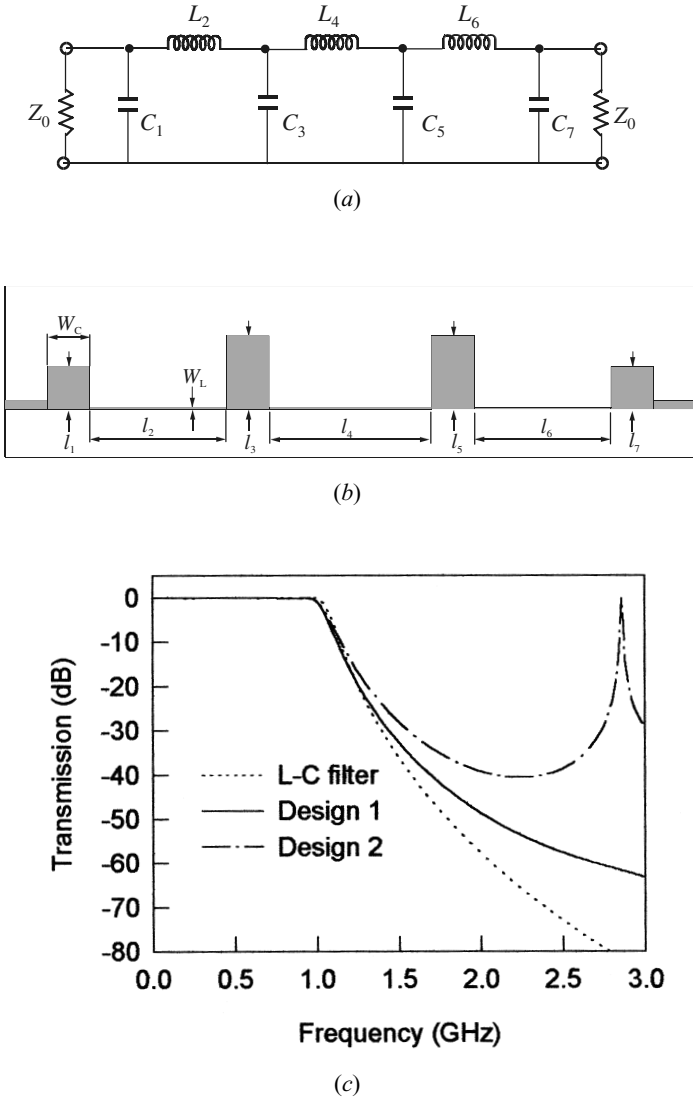 L2 L4 L6
Z0 C1 C3 C5 C7 Z0
(a)
WC
WL
l1 l2 l3 l4 l5 l6 l7
(b)
0
-10
-20
-30
-40
-50
-60
-70
-80
Transmission (dB)
L-C filter
Design 1
Design 2
0.0 0.5 1.0 1.5 2.0 2.5 3.0
Frequency (GHz)
(c)